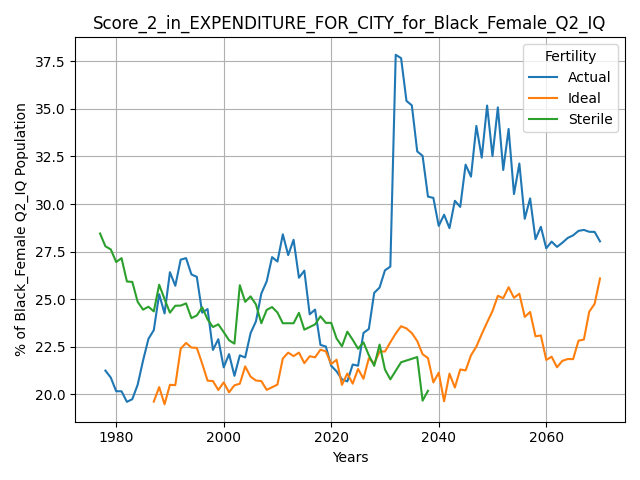 Score_2_in_EXPENDITURE_FOR_CITY_for_Black_Female_Q2_IQ
Fertility
Actual
Ideal
Sterile
% of Black_Female Q2_IQ Population
37.5
35.0
32.5
30.0
27.5
25.0
22.5
20.0
1980 2000 2020 2040 2060
Years